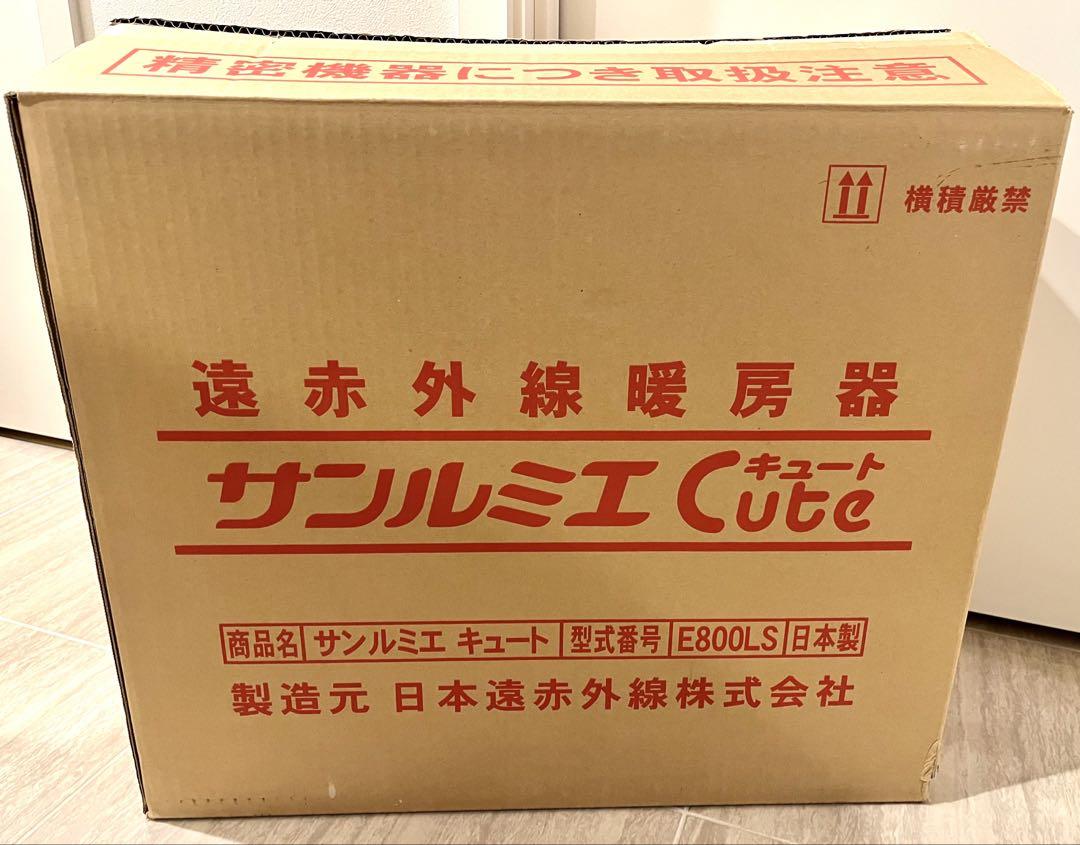 精密機器につき取扱注意
横積厳禁
遠赤外線暖房器
サンルミエ Cute キュート
商品名 サンルミエ キュート 型式番号 E800LS 日本製
製造元 日本遠赤外線株式会社